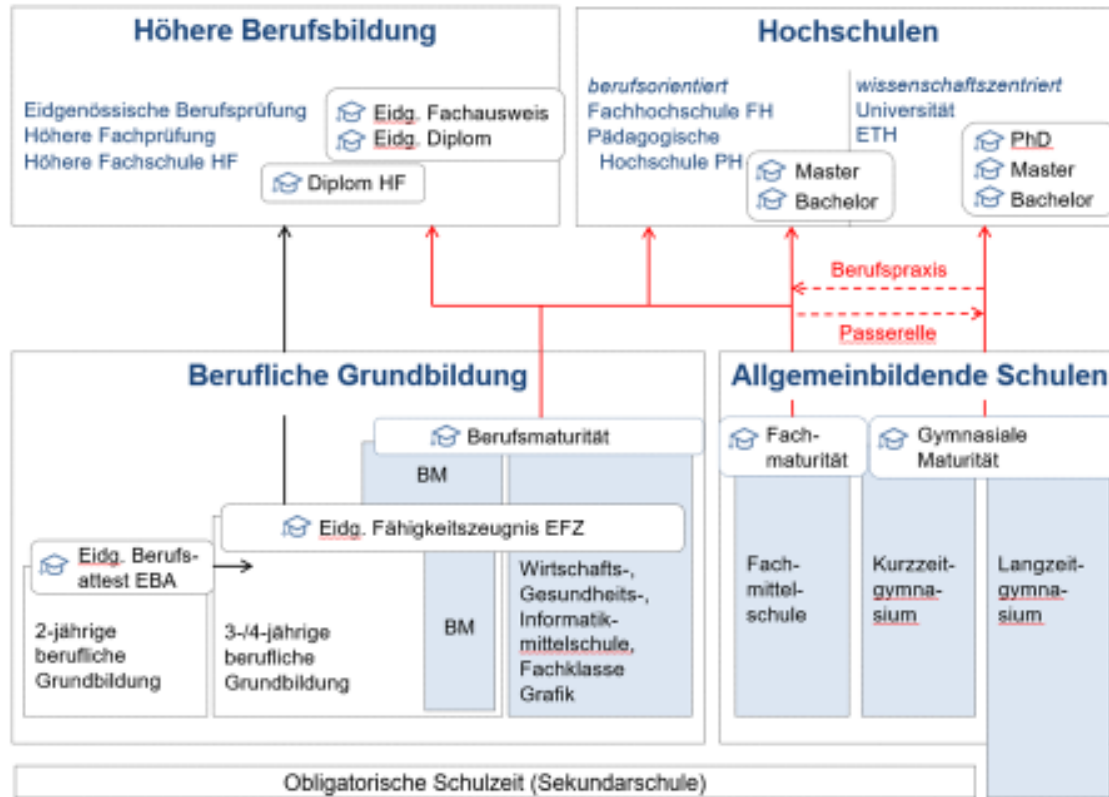 Höhere Berufsbildung
Eidgenössische Berufsprüfung
Höhere Fachprüfung
Höhere Fachschule HF
Eidg. Fachausweis
Eidg. Diplom
Diplom HF
Hochschulen
berufsorientiert
Fachhochschule FH
Pädagogische
Hochschule PH
Master
Bachelor
wissenschaftszentriert
Universität
ETH
PhD
Master
Bachelor
Berufspraxis
Passerelle
Berufliche Grundbildung
Berufsmaturität
BM
Eidg. Fähigkeitszeugnis EFZ
Eidg. Berufs-
attest EBA
2-jährige
berufliche
Grundbildung
3-/4-jährige
berufliche
Grundbildung
BM
Wirtschafts-,
Gesundheits-,
Informatik-
mittelschule,
Fachklasse
Grafik
Allgemeinbildende Schulen
Fach-
maturität
Gymnasiale
Maturität
Fach-
mittel-
schule
Kurzzeit-
gymna-
sium
Langzeit-
gymna-
sium
Obligatorische Schulzeit (Sekundarschule)